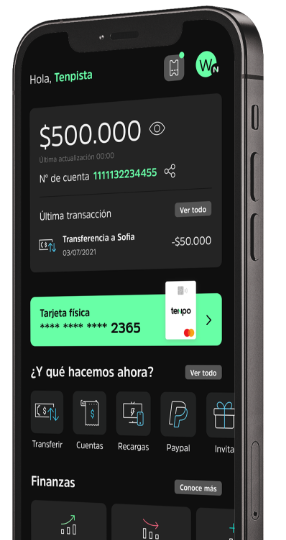 Hola, Tenpista
WN
$500.000
Última actualización 00:00
N° de cuenta 1111132234455
Última transacción
Ver todo
Transferencia a Sofía
-$50.000
03/07/2021
Tarjeta física
**** **** **** 2365
tenpo
¿Y qué hacemos ahora?
Ver todo
Transferir
Cuentas
Recargas
Paypal
Invita
Finanzas
Conoce más